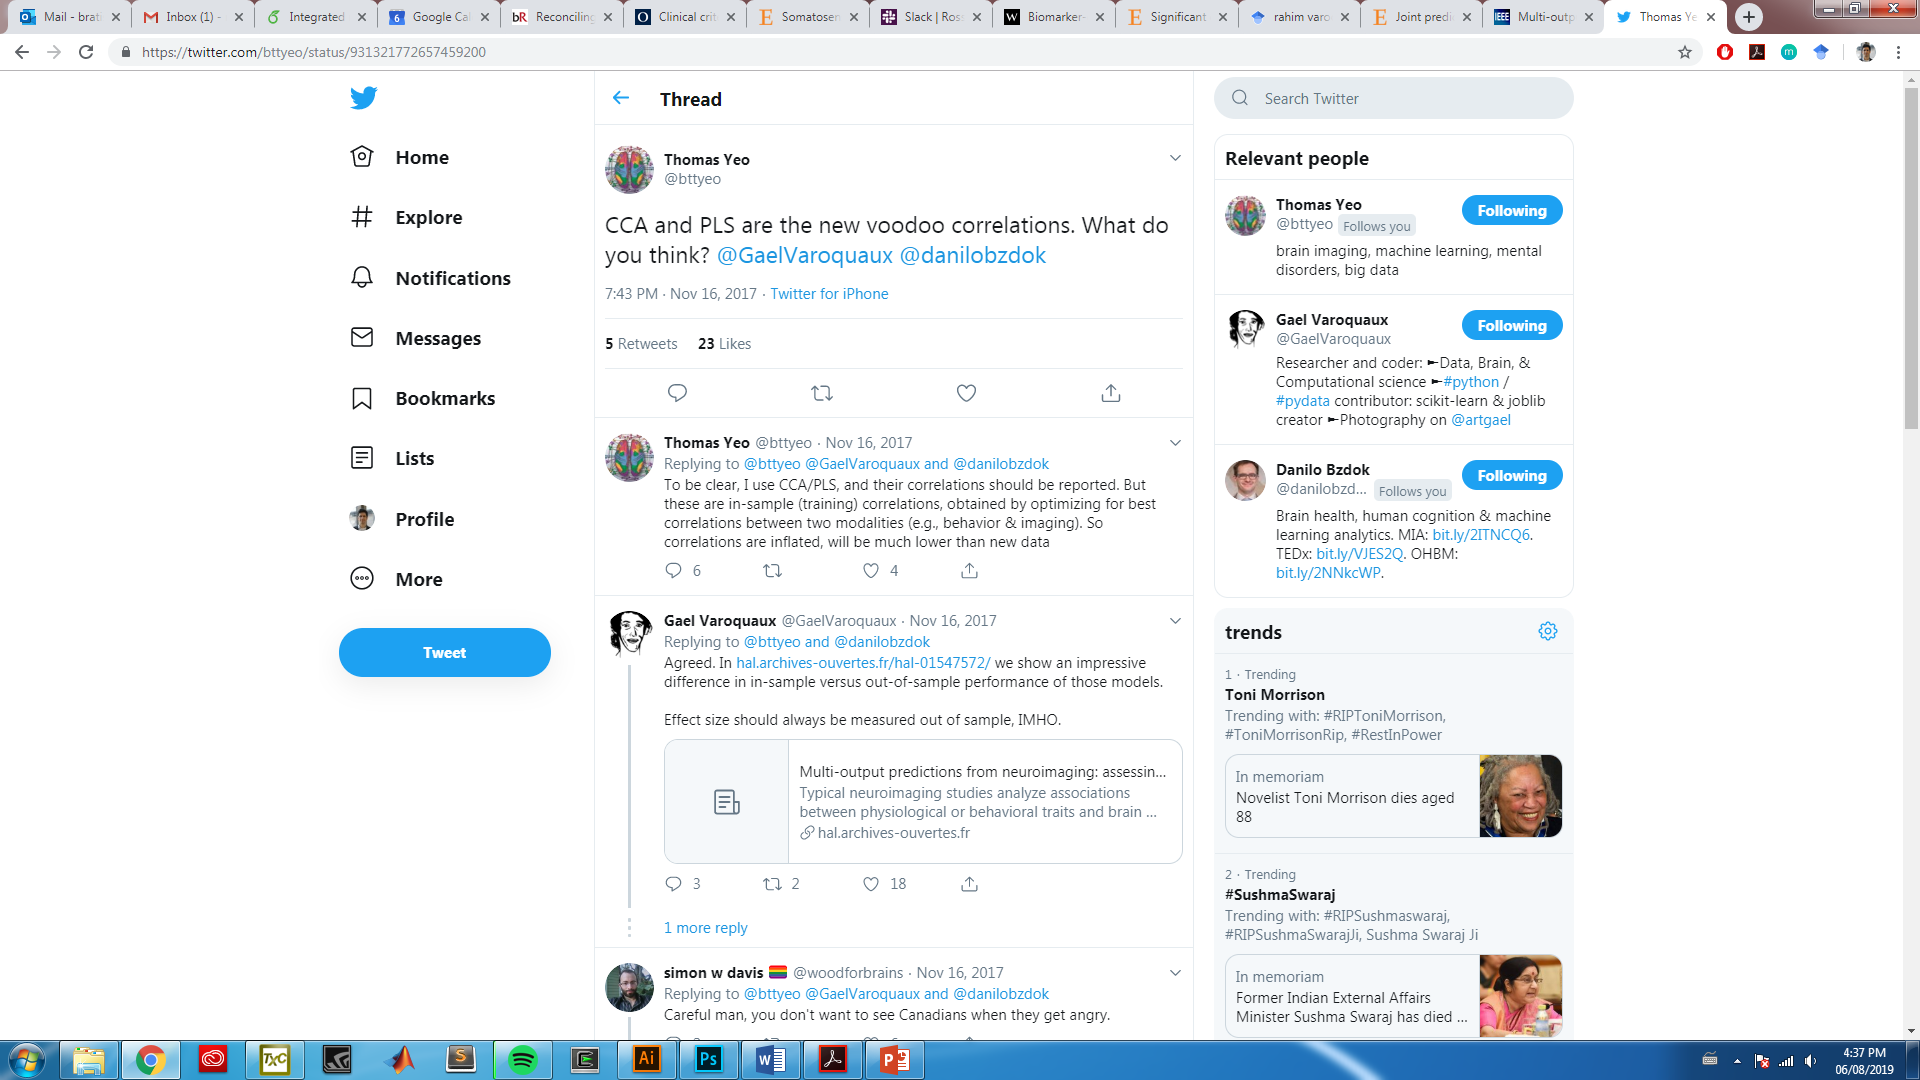 Mail - brati
Inbox (1) -
Integrated
Google Cal
Reconciling
Clinical crit
Somatosen
Slack | Ross
Biomarker-
Significant
rahim varo
Joint predi
Multi-outp
Thomas Ye
https://twitter.com/bttyeo/status/931321772657459200
Home
Explore
Notifications
Messages
Bookmarks
Lists
Profile
More
Tweet
Thread
Thomas Yeo
@bttyeo
CCA and PLS are the new voodoo correlations. What do
you think? @GaelVaroquaux @danilobzdok
7:43 PM · Nov 16, 2017 · Twitter for iPhone
5 Retweets 23 Likes
Thomas Yeo @bttyeo · Nov 16, 2017
Replying to @bttyeo @GaelVaroquaux and @danilobzdok
To be clear, I use CCA/PLS, and their correlations should be reported. But
these are in-sample (training) correlations, obtained by optimizing for best
correlations between two modalities (e.g., behavior & imaging). So
correlations are inflated, will be much lower than new data
6 4
Gael Varoquaux @GaelVaroquaux · Nov 16, 2017
Replying to @bttyeo and @danilobzdok
Agreed. In hal.archives-ouvertes.fr/hal-01547572/ we show an impressive
difference in in-sample versus out-of-sample performance of those models.
Effect size should always be measured out of sample, IMHO.
Multi-output predictions from neuroimaging: assessin...
Typical neuroimaging studies analyze associations
between physiological or behavioral traits and brain ...
hal.archives-ouvertes.fr
3 2 18
1 more reply
simon w davis @woodforbrains · Nov 16, 2017
Replying to @bttyeo @GaelVaroquaux and @danilobzdok
Careful man, you don't want to see Canadians when they get angry.
Search Twitter
Relevant people
Thomas Yeo
@bttyeo Follows you
Following
brain imaging, machine learning, mental
disorders, big data
Gael Varoquaux
@GaelVaroquaux
Following
Researcher and coder: ►Data, Brain, &
Computational science ►#python /
#pydata contributor: scikit-learn & joblib
creator ►Photography on @artgael
Danilo Bzdok
@danilobzd... Follows you
Following
Brain health, human cognition & machine
learning analytics. MIA: bit.ly/2ITNCQ6.
TEDx: bit.ly/VJES2Q. OHBM:
bit.ly/2NNkcWP.
trends
1 · Trending
Toni Morrison
Trending with: #RIPToniMorrison,
#ToniMorrisonRip, #RestInPower
In memoriam
Novelist Toni Morrison dies aged
88
2 · Trending
#SushmaSwaraj
Trending with: #RIPSushmaswaraj,
#RIPSushmaSwarajJi, Sushma Swaraj Ji
In memoriam
Former Indian External Affairs
Minister Sushma Swaraj has died ...
4:37 PM
06/08/2019